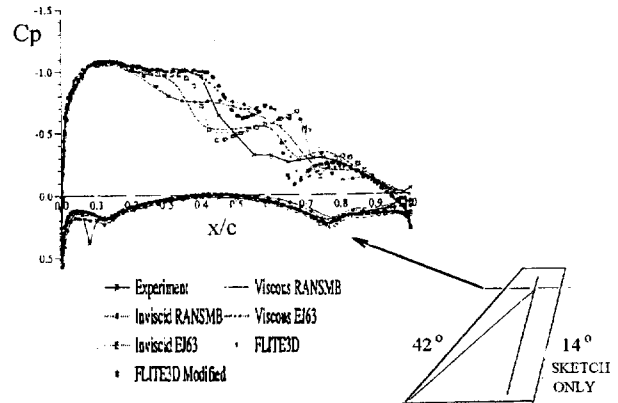 -1.5
Cp
-1.0
-0.5
0.0
0.0 0.1 0.2 0.3 0.4 0.5 0.6 0.7 0.8 0.9
x/c
0.5
Experiment
Viscous RANSMB
Inviscid RANSMB
Viscous EJ63
Inviscid EJ63
FLITE3D
FLITE3D Modified
42°
14°
SKETCH
ONLY